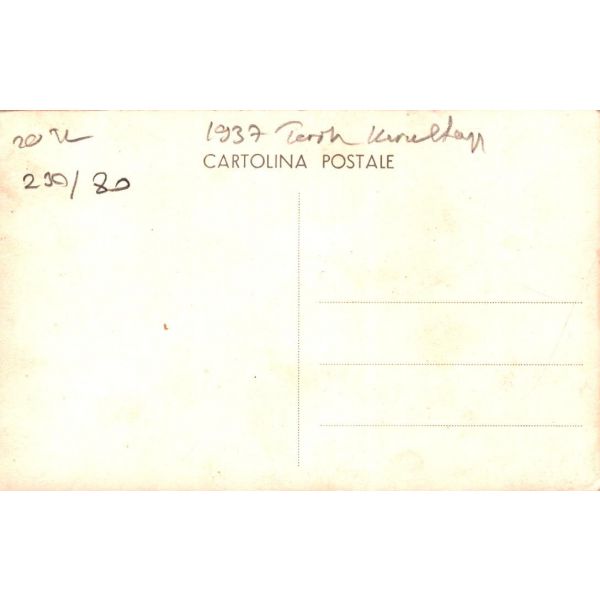 20 TL
1937 Tarih Kurultayı
CARTOLINA POSTALE
230/80